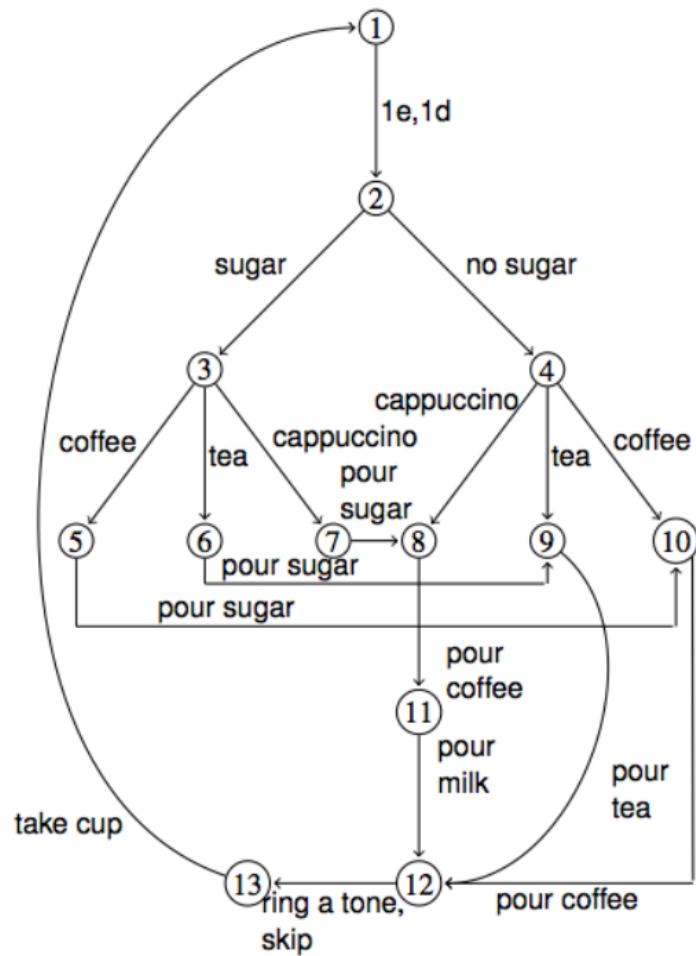 1
1e,1d
2
sugar
no sugar
3
4
cappuccino
coffee
tea
cappuccino
tea
coffee
pour
sugar
5
6
7
8
9
10
pour sugar
pour sugar
pour
coffee
11
pour
milk
pour
tea
take cup
13
12
ring a tone,
skip
pour coffee